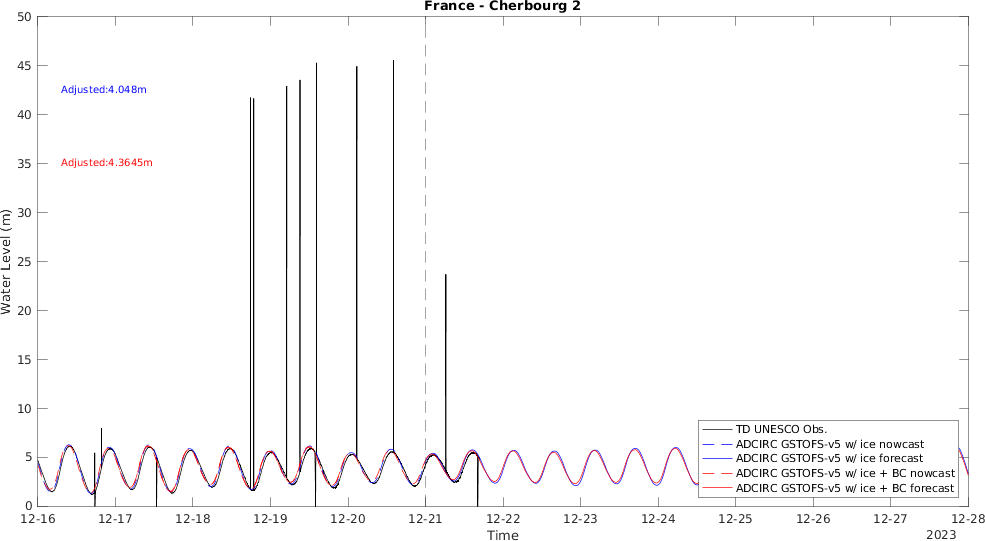 France - Cherbourg 2
50
45
40
35
30
25
20
15
10
5
0
Water Level (m)
Adjusted:4.048m
Adjusted:4.3645m
TD UNESCO Obs.
ADCIRC GSTOFS-v5 w/ ice nowcast
ADCIRC GSTOFS-v5 w/ ice forecast
ADCIRC GSTOFS-v5 w/ ice + BC nowcast
ADCIRC GSTOFS-v5 w/ ice + BC forecast
12-16 12-17 12-18 12-19 12-20 12-21 12-22 12-23 12-24 12-25 12-26 12-27 12-28
Time
2023